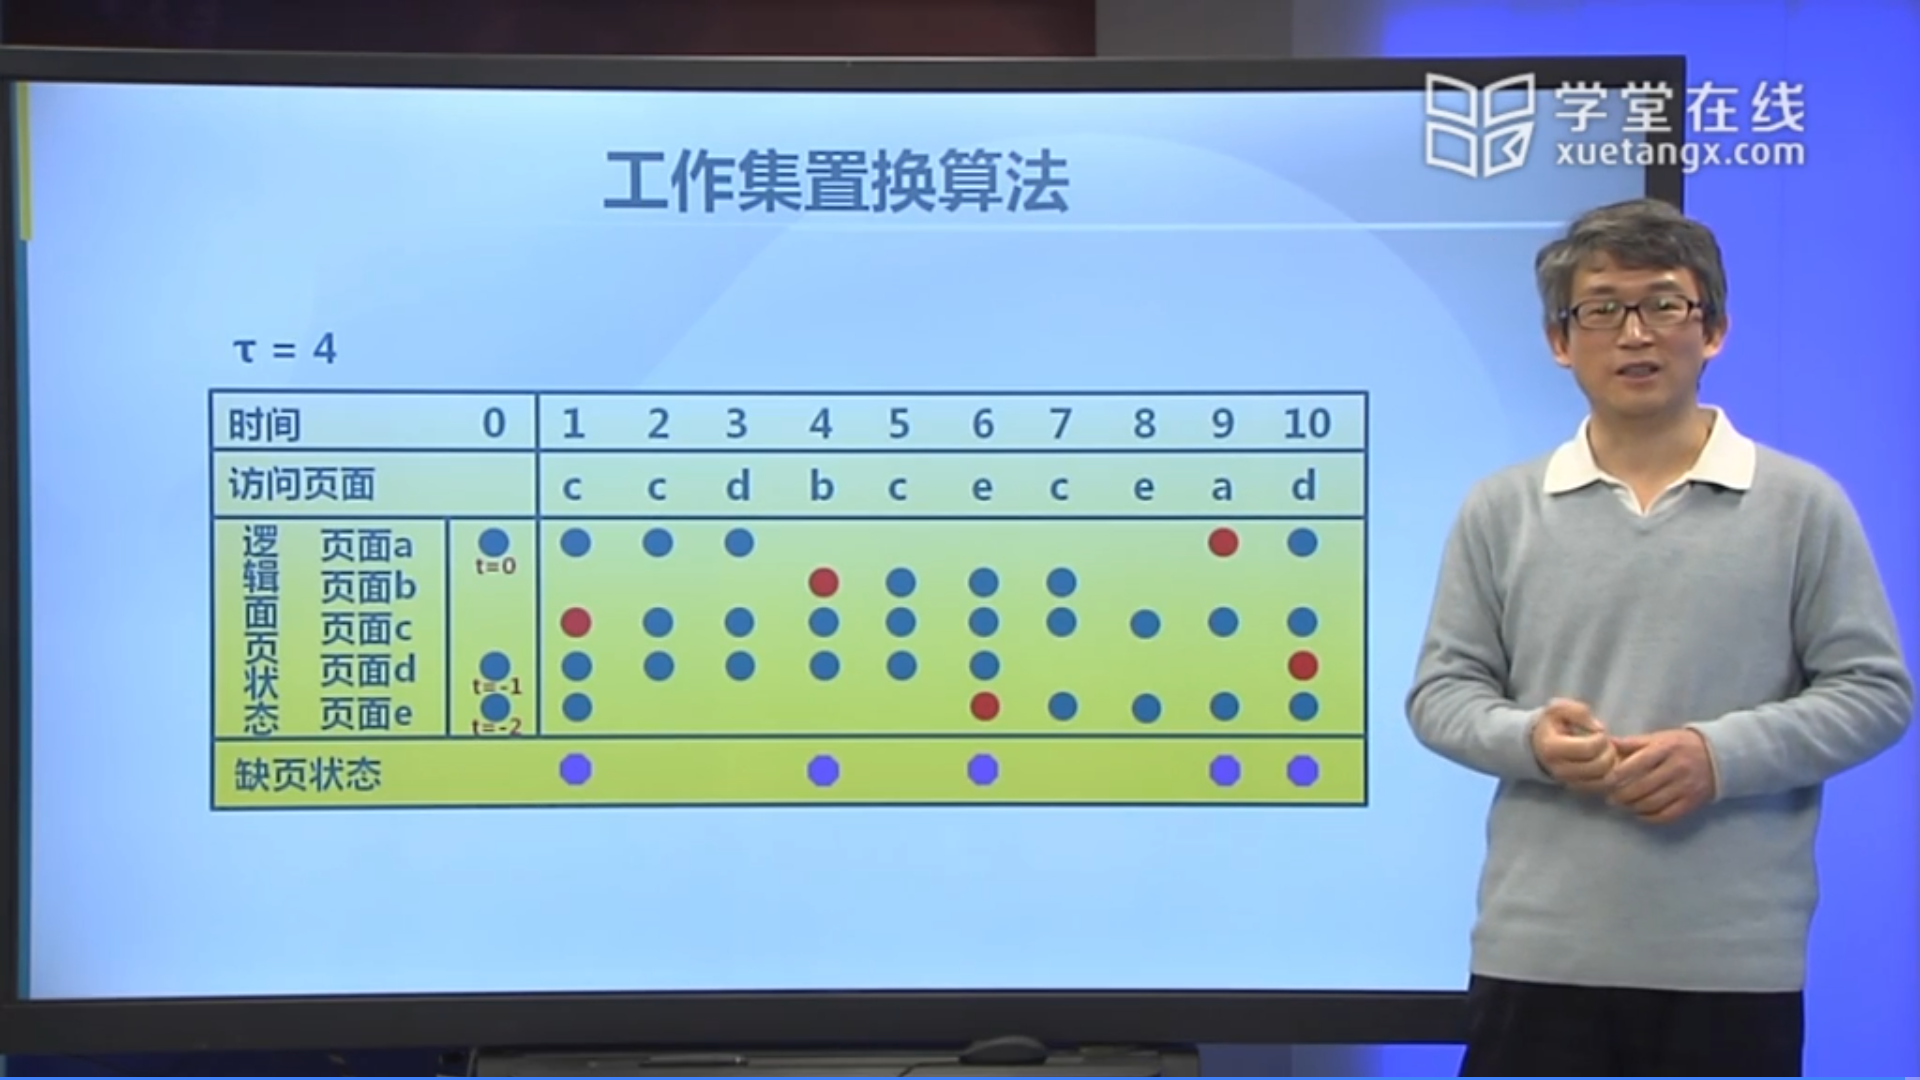 学堂在线
xuetangx.com
工作集置换算法
τ = 4
时间 0 1 2 3 4 5 6 7 8 9 10
访问页面 c c d b c e c e a d
逻辑面页状态
页面a
t=0
页面b
页面c
页面d
t=-1
页面e
t=-2
缺页状态